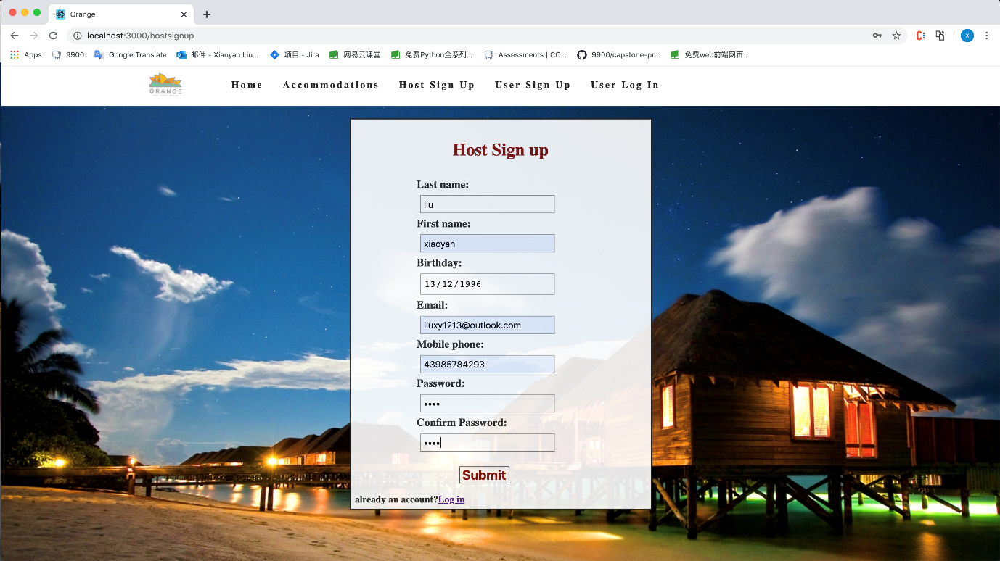 Orange
localhost:3000/hostsignup
x
Apps
9900
Google Translate
邮件 - Xiaoyan Liu...
项目 - Jira
网易云课堂
免费Python全系列...
Assessments | CO...
9900/capstone-pr...
免费web前端网页...
ORANGE
Home
Accommodations
Host Sign Up
User Sign Up
User Log In
Host Sign up
Last name:
liu
First name:
xiaoyan
Birthday:
13/12/1996
Email:
liuxy1213@outlook.com
Mobile phone:
43985784293
Password:
••••
Confirm Password:
••••
Submit
already an account?Log in